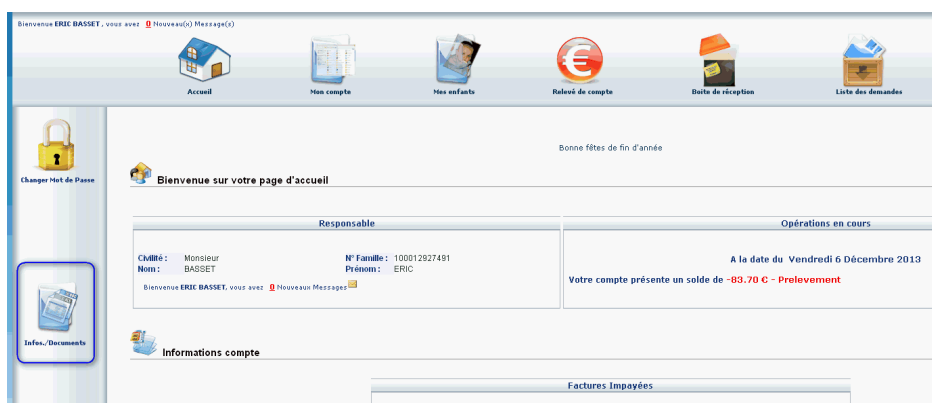 Bienvenue ERIC BASSET , vous avez 0 Nouveau(x) Message(s)
Accueil
Mon compte
Mes enfants
Relevé de compte
Boite de réception
Liste des demandes
Changer Mot de Passe
Bonne fêtes de fin d'année
Bienvenue sur votre page d'accueil
Responsable
Opérations en cours
Civilité : Monsieur N° Famille : 100012927491
Nom : BASSET Prénom : ERIC
A la date du Vendredi 6 Décembre 2013
Votre compte présente un solde de -83.70 € - Prelevement
Bienvenue ERIC BASSET, vous avez 0 Nouveaux Messages
Infos./Documents
Informations compte
Factures Impayées